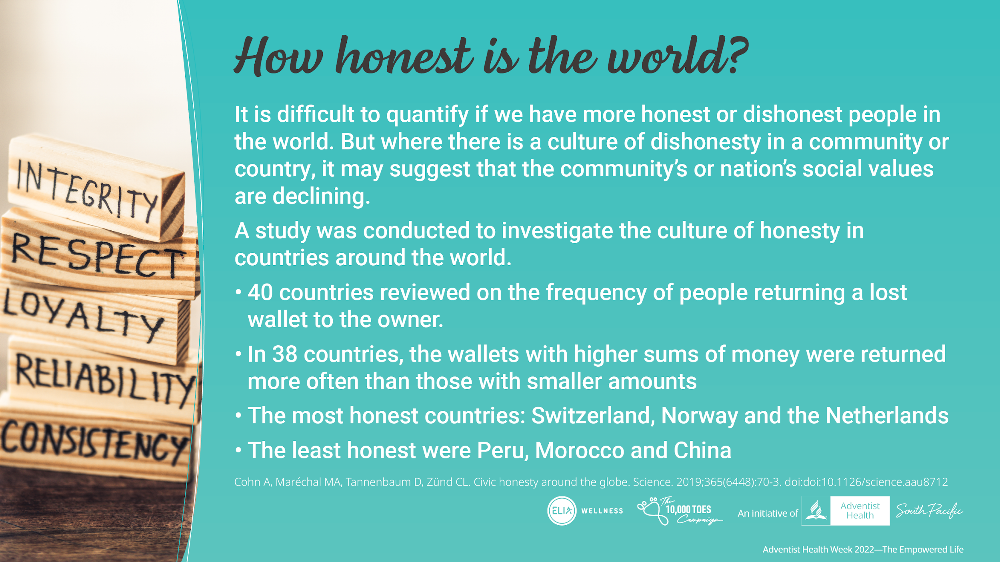 How honest is the world?
It is difficult to quantify if we have more honest or dishonest people in
the world. But where there is a culture of dishonesty in a community or
country, it may suggest that the community’s or nation’s social values
are declining.
A study was conducted to investigate the culture of honesty in
countries around the world.
• 40 countries reviewed on the frequency of people returning a lost
wallet to the owner.
• In 38 countries, the wallets with higher sums of money were returned
more often than those with smaller amounts
• The most honest countries: Switzerland, Norway and the Netherlands
• The least honest were Peru, Morocco and China
Cohn A, Maréchal MA, Tannenbaum D, Zünd CL. Civic honesty around the globe. Science. 2019;365(6448):70-3. doi:doi:10.1126/science.aau8712
INTEGRITY
RESPECT
LOYALTY
RELIABILITY
CONSISTENCY
ELIA WELLNESS
The
10,000 TOES
Campaign
An initiative of
Adventist
Health
South Pacific
Adventist Health Week 2022—The Empowered Life